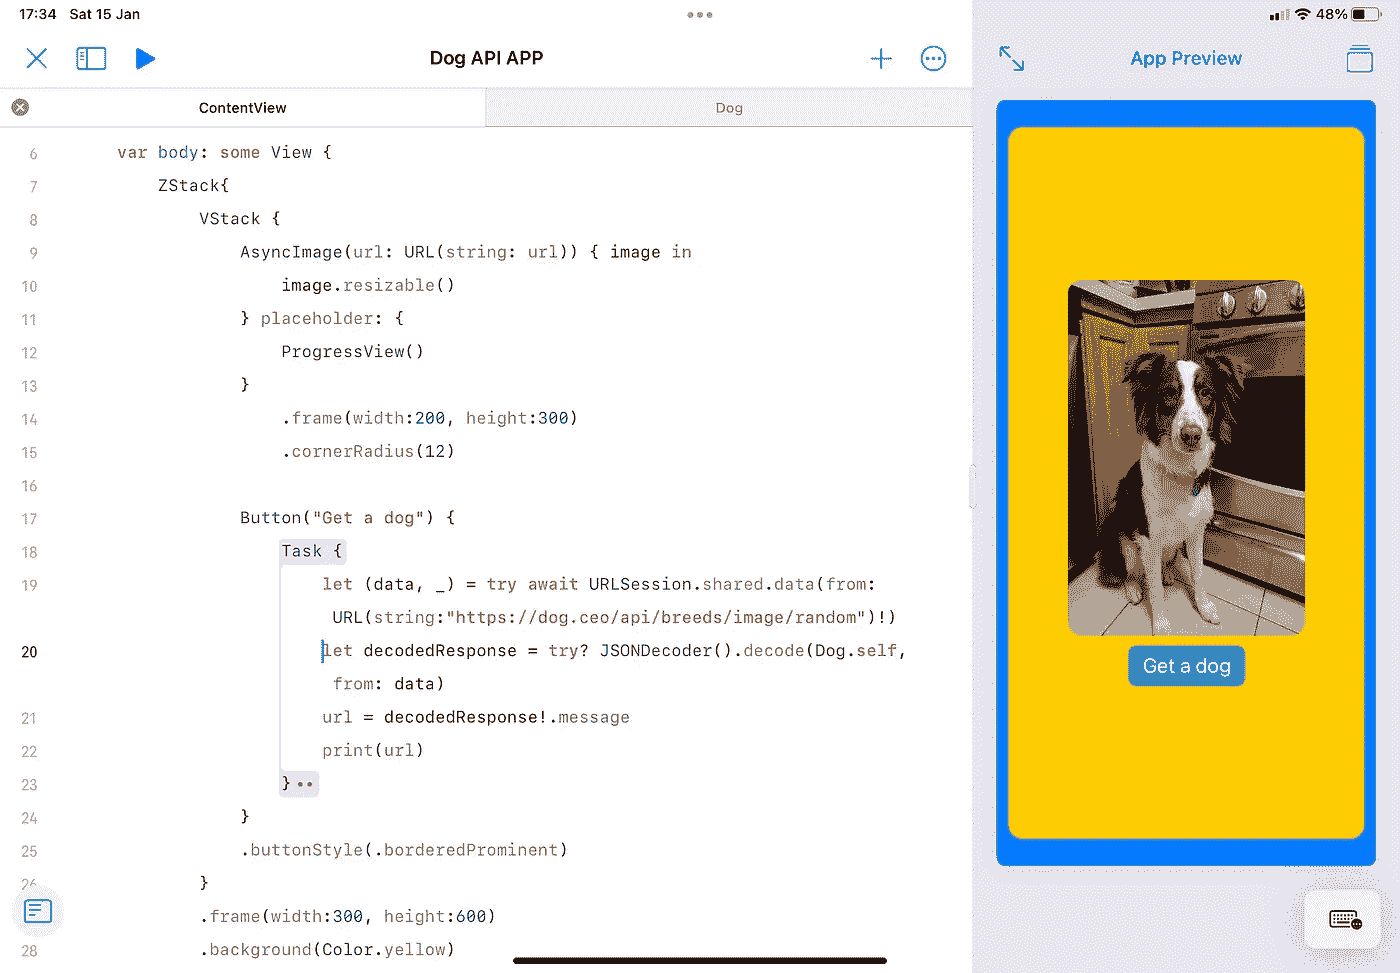 17:34 Sat 15 Jan
48%
Dog API APP
App Preview
ContentView
Dog
6 var body: some View {
7 ZStack{
8 VStack {
9 AsyncImage(url: URL(string: url)) { image in
10 image.resizable()
11 } placeholder: {
12 ProgressView()
13 }
14 .frame(width:200, height:300)
15 .cornerRadius(12)
16
17 Button("Get a dog") {
18 Task {
19 let (data, _) = try await URLSession.shared.data(from:
URL(string:"https://dog.ceo/api/breeds/image/random")!)
20 let decodedResponse = try? JSONDecoder().decode(Dog.self,
from: data)
21 url = decodedResponse!.message
22 print(url)
23 }
24 }
25 .buttonStyle(.borderedProminent)
26 }
.frame(width:300, height:600)
28 .background(Color.yellow)
Get a dog